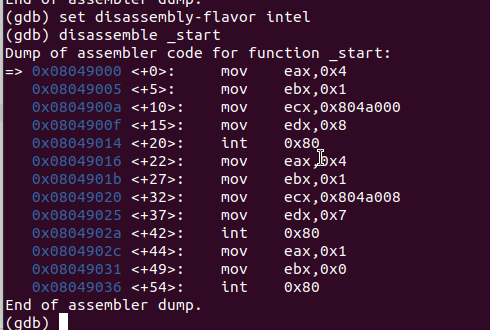 End of assembler dump.
(gdb) set disassembly-flavor intel
(gdb) disassemble _start
Dump of assembler code for function _start:
=> 0x08049000 <+0>:     mov    eax,0x4
   0x08049005 <+5>:     mov    ebx,0x1
   0x0804900a <+10>:    mov    ecx,0x804a000
   0x0804900f <+15>:    mov    edx,0x8
   0x08049014 <+20>:    int    0x80
   0x08049016 <+22>:    mov    eax,0x4
   0x0804901b <+27>:    mov    ebx,0x1
   0x08049020 <+32>:    mov    ecx,0x804a008
   0x08049025 <+37>:    mov    edx,0x7
   0x0804902a <+42>:    int    0x80
   0x0804902c <+44>:    mov    eax,0x1
   0x08049031 <+49>:    mov    ebx,0x0
   0x08049036 <+54>:    int    0x80
End of assembler dump.
(gdb)